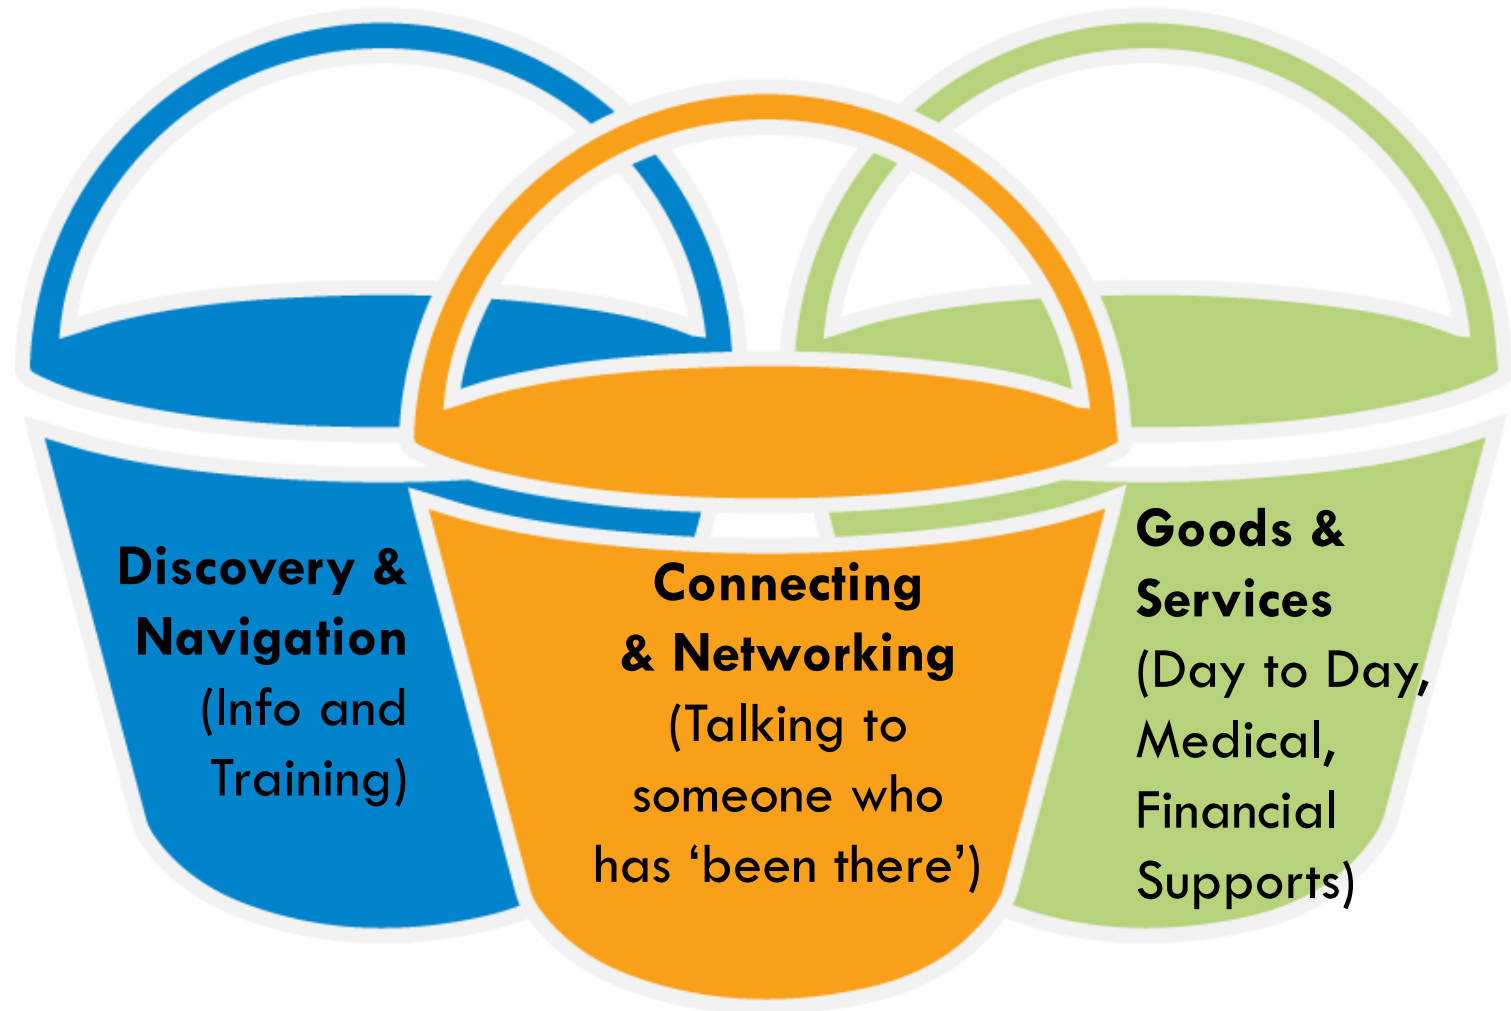 Discovery &
Navigation
(Info and
Training)
Connecting
& Networking
(Talking to
someone who
has ‘been there’)
Goods &
Services
(Day to Day,
Medical,
Financial
Supports)